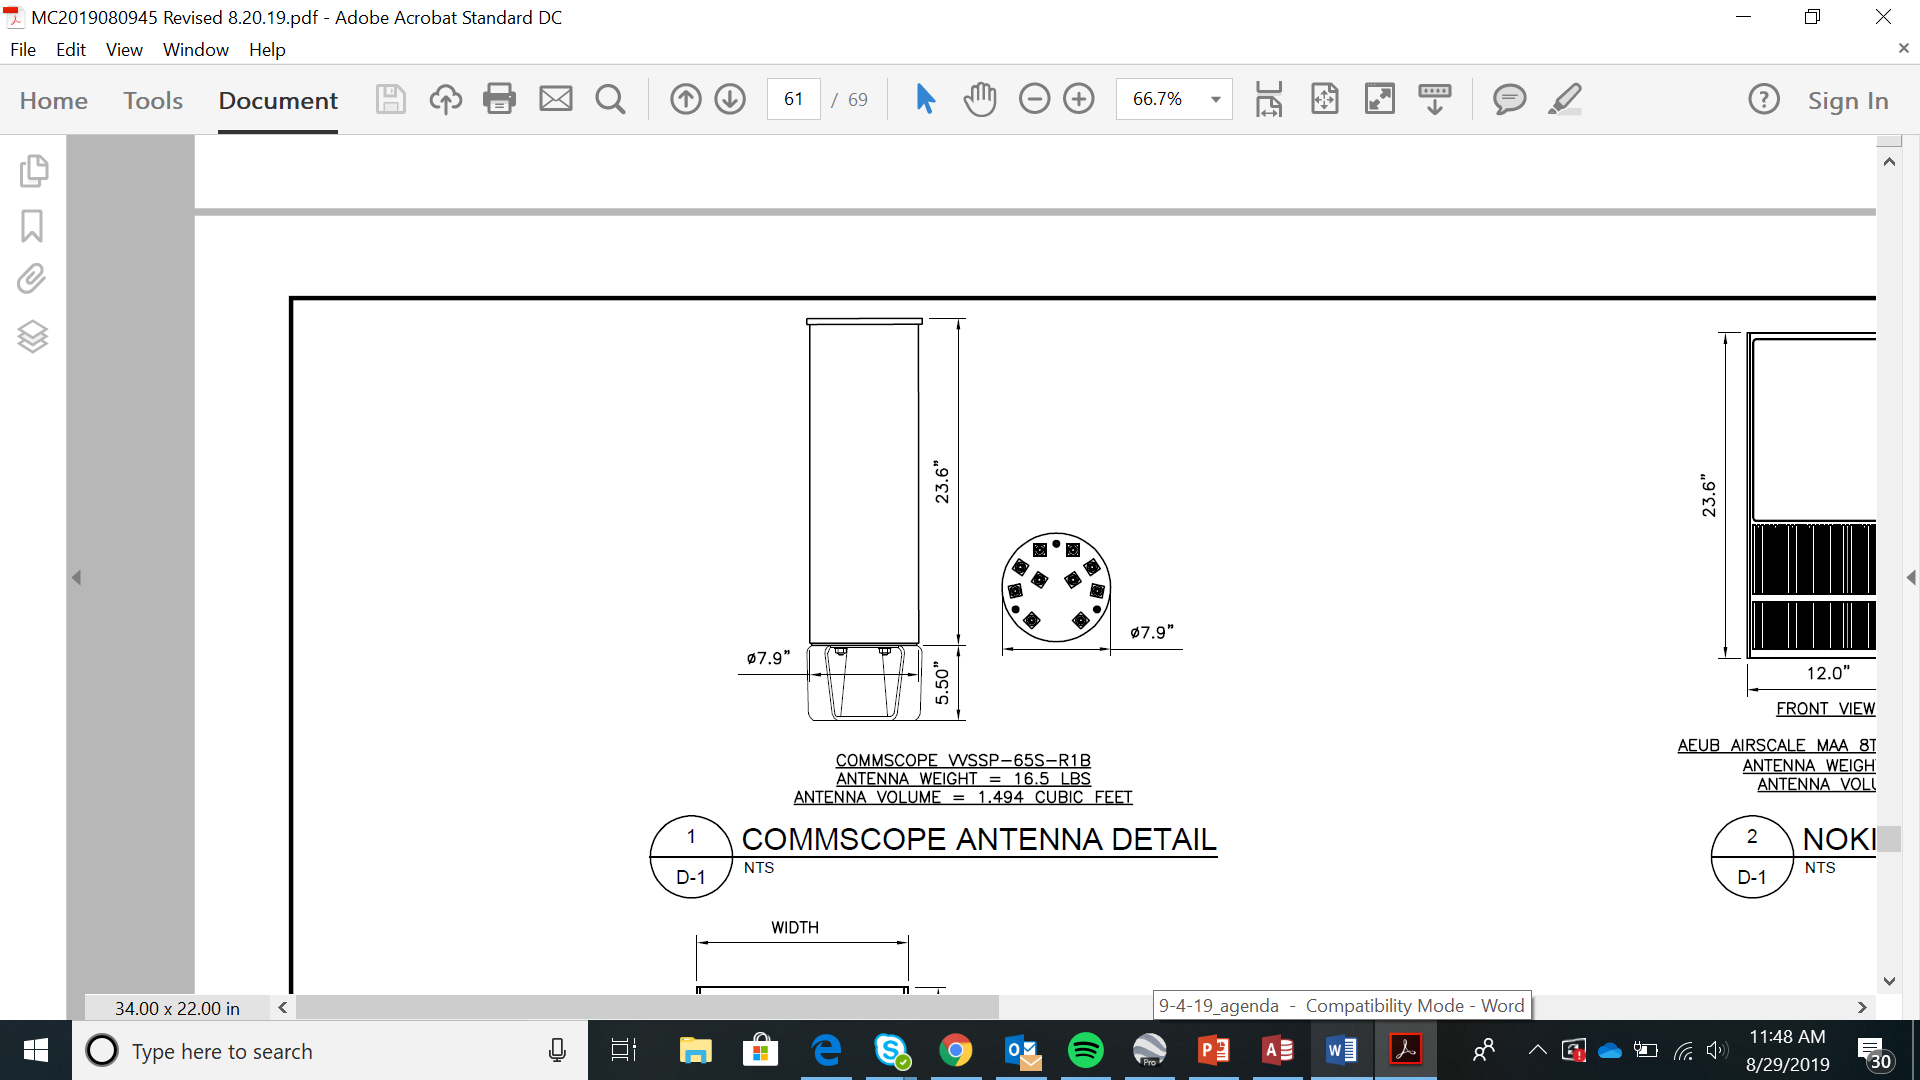 MC2019080945 Revised 8.20.19.pdf - Adobe Acrobat Standard DC
File Edit View Window Help
Home Tools Document 61 / 69 66.7% Sign In
23.6"
ø7.9"
5.50"
ø7.9"
COMMSCOPE VVSSP-65S-R1B
ANTENNA WEIGHT = 16.5 LBS
ANTENNA VOLUME = 1.494 CUBIC FEET
1
D-1
COMMSCOPE ANTENNA DETAIL
NTS
WIDTH
23.6"
12.0"
FRONT VIEW
AEUB AIRSCALE MAA 8T
ANTENNA WEIGH
ANTENNA VOLU
2
D-1
NOKI
NTS
34.00 x 22.00 in
9-4-19_agenda - Compatibility Mode - Word
Type here to search
Pro
11:48 AM
8/29/2019
30